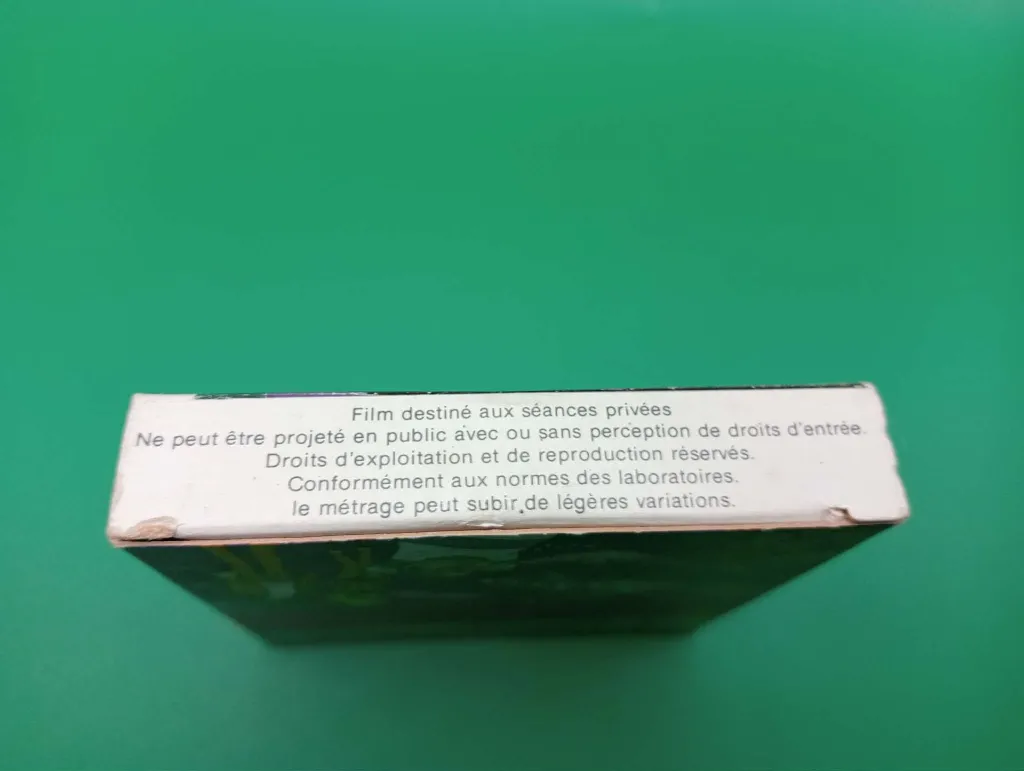 Film destiné aux séances privées
Ne peut être projeté en public avec ou sans perception de droits d'entrée.
Droits d'exploitation et de reproduction réservés.
Conformément aux normes des laboratoires.
le métrage peut subir de légères variations.